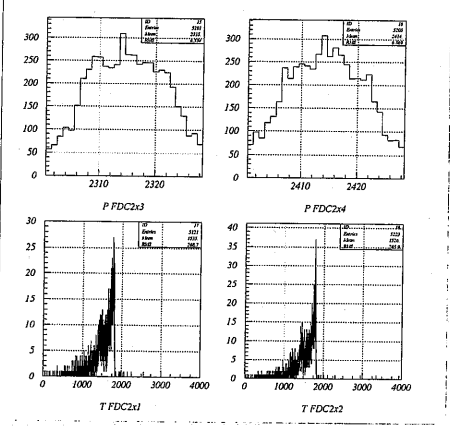 ID
Entries
Mean 2315
RMS
300
250
200
150
100
50
0
2310 2320
P FDC2x3
ID
Entries
Mean
RMS
300
250
200
150
100
50
0
2410 2420
P FDC2x4
ID
Entries
Mean
RMS
30
25
20
15
10
5
0
0 1000 2000 3000 4000
T FDC2x1
ID
Entries
Mean
RMS
40
35
30
25
20
15
10
5
0
0 1000 2000 3000 4000
T FDC2x2